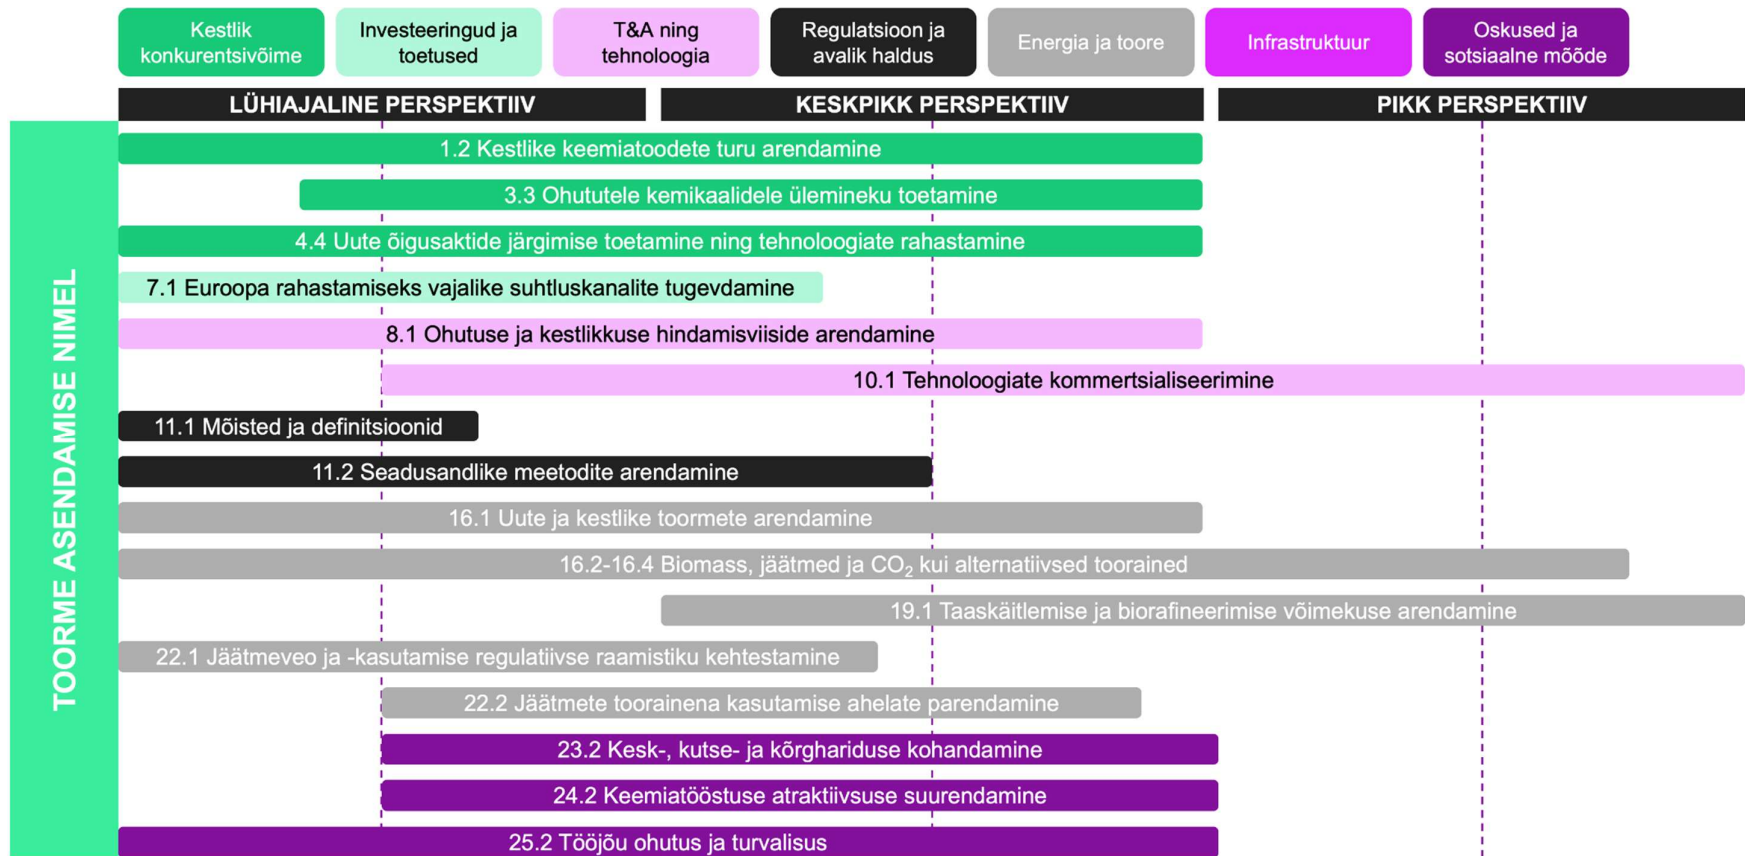 Kestlik
konkurentsivõime
Investeeringud ja
toetused
T&A ning
tehnoloogia
Regulatsioon ja
avalik haldus
Energia ja toore
Infrastruktuur
Oskused ja
sotsiaalne mõõde
LÜHIAJALINE PERSPEKTIIV
KESKPIKK PERSPEKTIIV
PIKK PERSPEKTIIV
TOORME ASENDAMISE NIMEL
1.2 Kestlike keemiatoodete turu arendamine
3.3 Ohututele kemikaalidele ülemineku toetamine
4.4 Uute õigusaktide järgimise toetamine ning tehnoloogiate rahastamine
7.1 Euroopa rahastamiseks vajalike suhtluskanalite tugevdamine
8.1 Ohutuse ja kestlikkuse hindamisviiside arendamine
10.1 Tehnoloogiate kommertsialiseerimine
11.1 Mõisted ja definitsioonid
11.2 Seadusandlike meetodite arendamine
16.1 Uute ja kestlike toormete arendamine
16.2-16.4 Biomass, jäätmed ja CO₂ kui alternatiivsed toorained
19.1 Taaskäitlemise ja biorafineerimise võimekuse arendamine
22.1 Jäätmeveo ja -kasutamise regulatiivse raamistiku kehtestamine
22.2 Jäätmete toorainena kasutamise ahelate parendamine
23.2 Kesk-, kutse- ja kõrghariduse kohandamine
24.2 Keemiatööstuse atraktiivsuse suurendamine
25.2 Tööjõu ohutus ja turvalisus